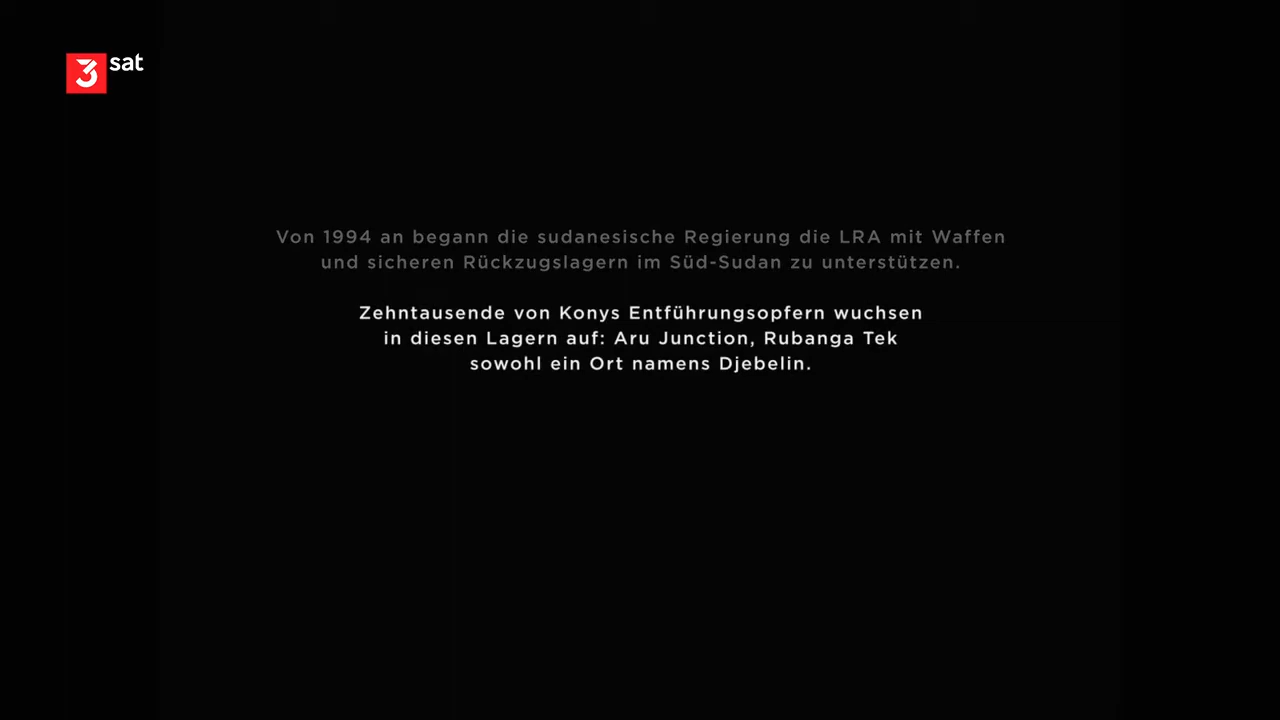 3sat
Von 1994 an begann die sudanesische Regierung die LRA mit Waffen
und sicheren Rückzugslagern im Süd-Sudan zu unterstützen.
Zehntausende von Konys Entführungsopfern wuchsen
in diesen Lagern auf: Aru Junction, Rubanga Tek
sowohl ein Ort namens Djebelin.